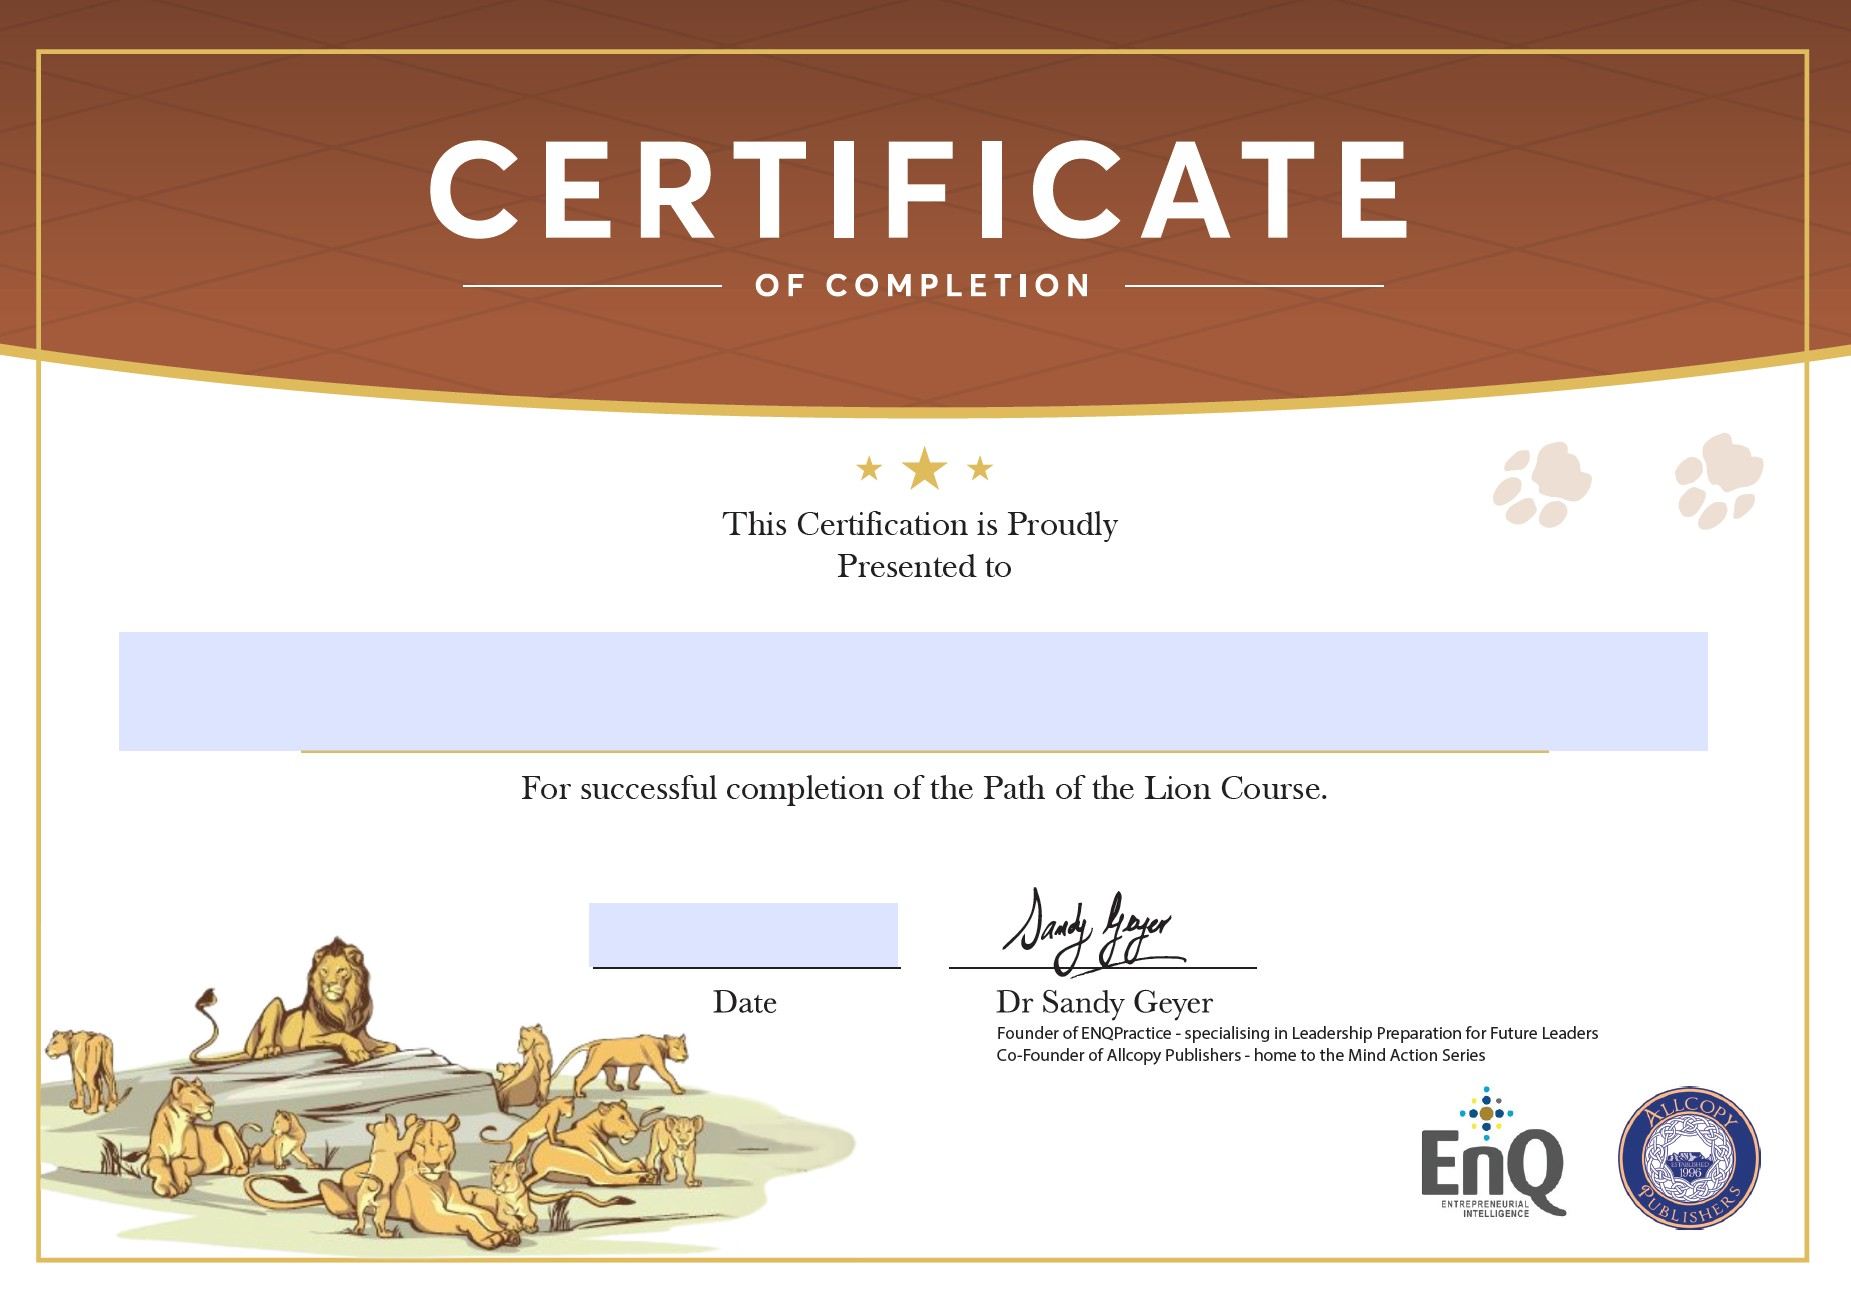 CERTIFICATE
OF COMPLETION
This Certification is Proudly
Presented to
For successful completion of the Path of the Lion Course.
Sandy Geyer
Date
Dr Sandy Geyer
Founder of ENQPractice - specialising in Leadership Preparation for Future Leaders
Co-Founder of Allcopy Publishers - home to the Mind Action Series
EnQ
ENTREPRENEURIAL
INTELLIGENCE
ALLCOPY
ESTABLISHED
1996
PUBLISHERS